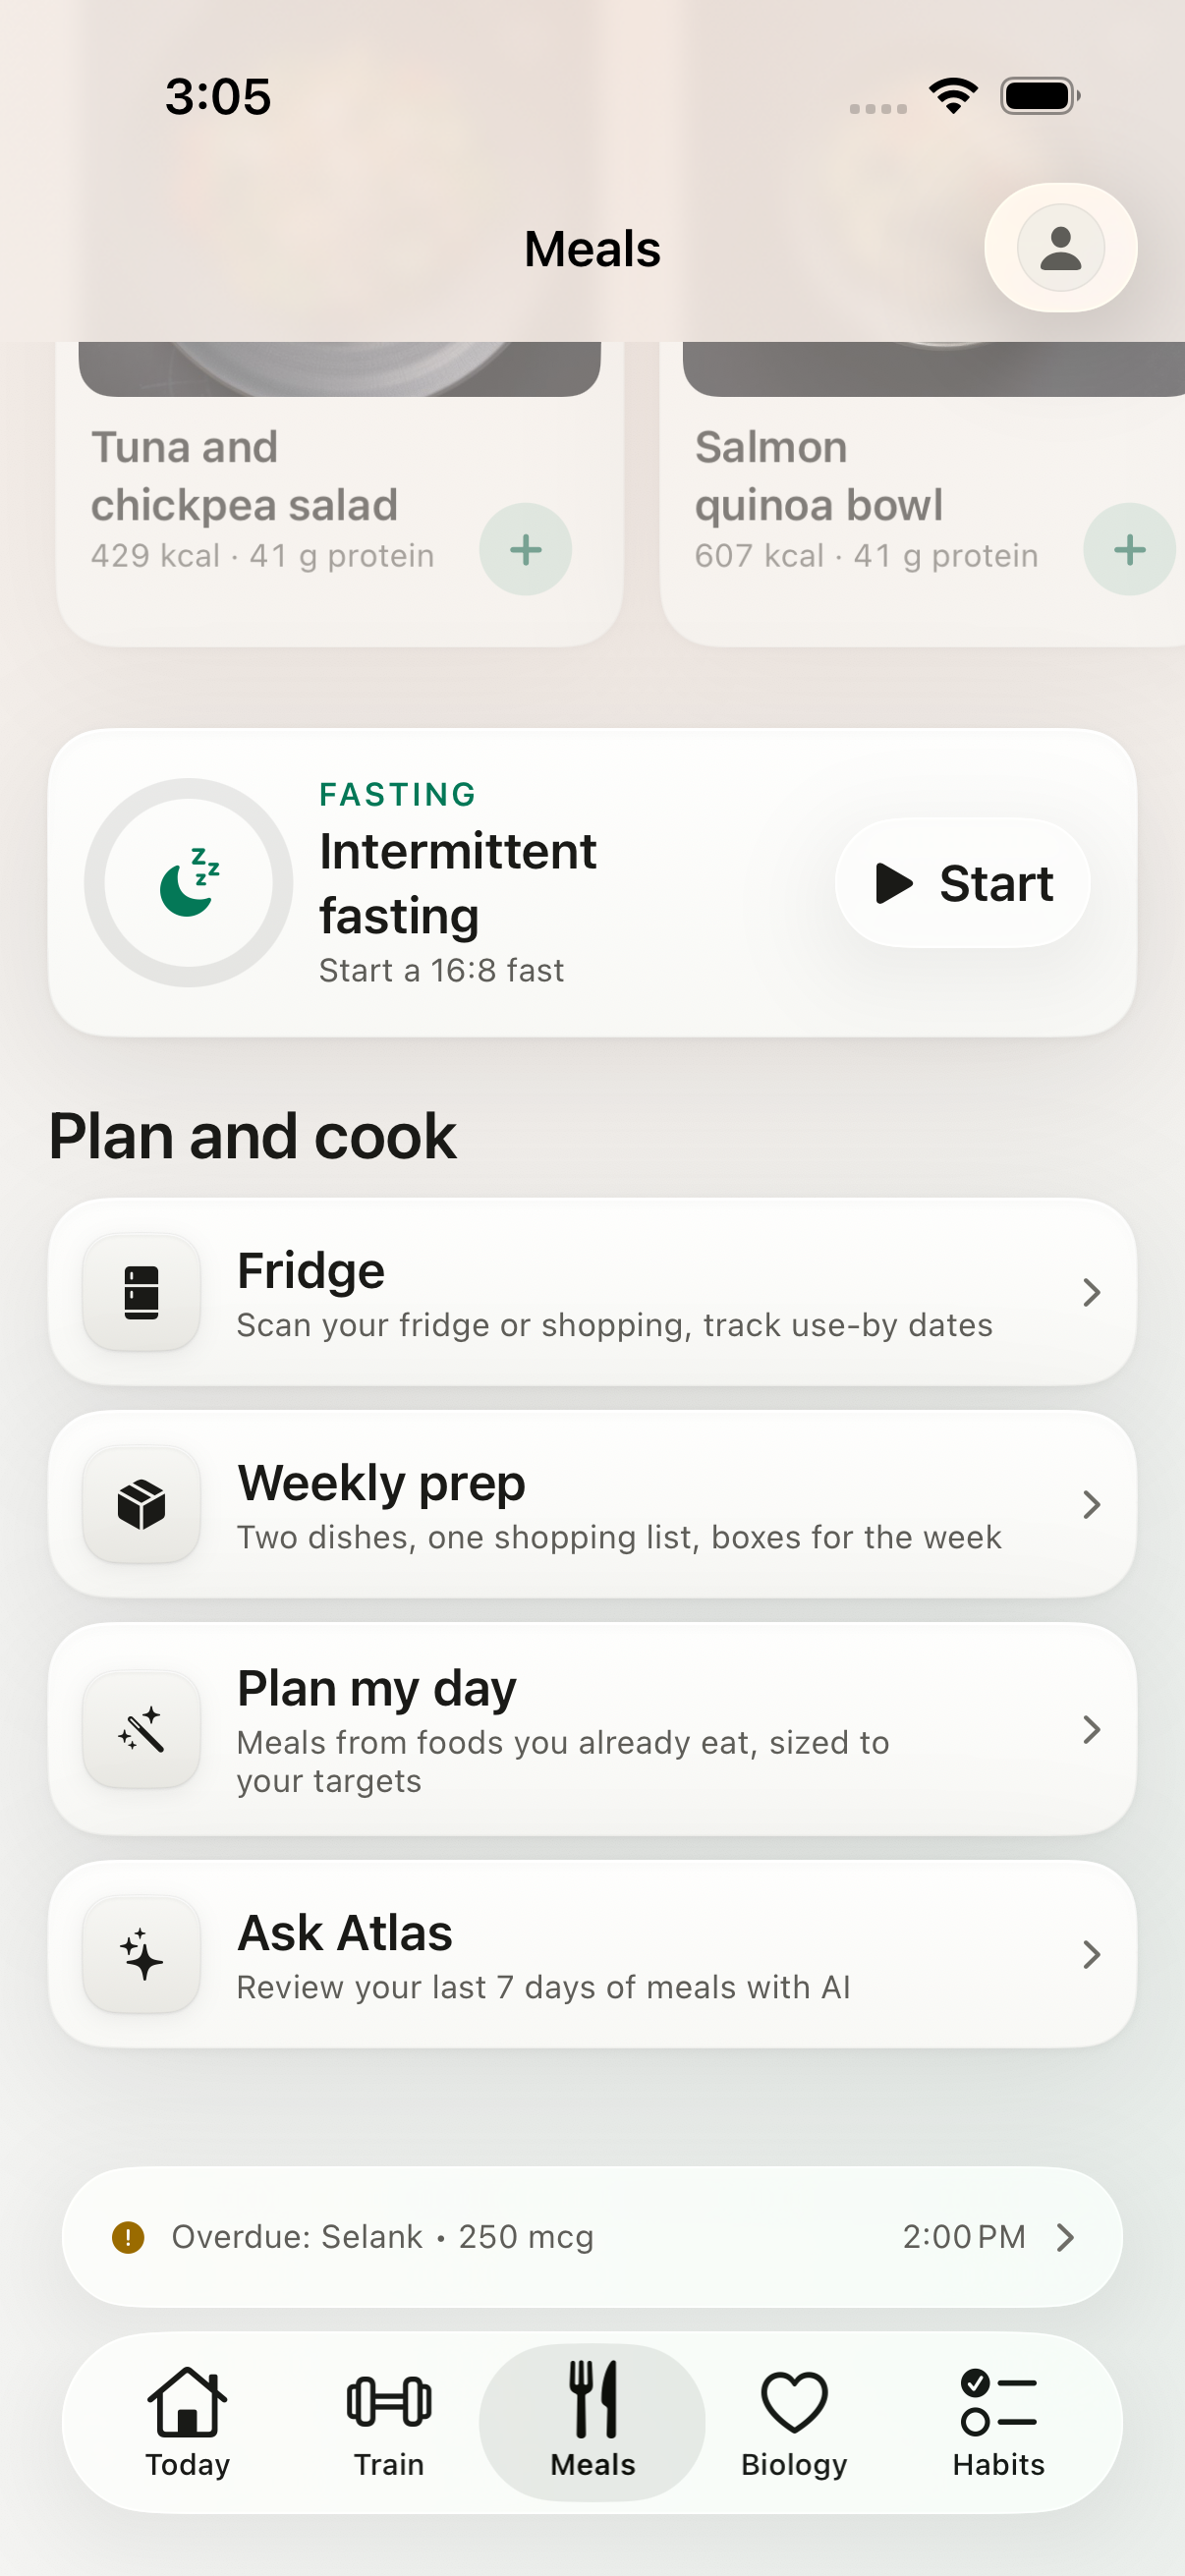 3:05
Meals
Tuna and
chickpea salad
429 kcal · 41 g protein
Salmon
quinoa bowl
607 kcal · 41 g protein
FASTING
Intermittent
fasting
Start a 16:8 fast
Start
Plan and cook
Fridge
Scan your fridge or shopping, track use-by dates
Weekly prep
Two dishes, one shopping list, boxes for the week
Plan my day
Meals from foods you already eat, sized to
your targets
Ask Atlas
Review your last 7 days of meals with AI
Overdue: Selank • 250 mcg
2:00 PM
Today
Train
Meals
Biology
Habits